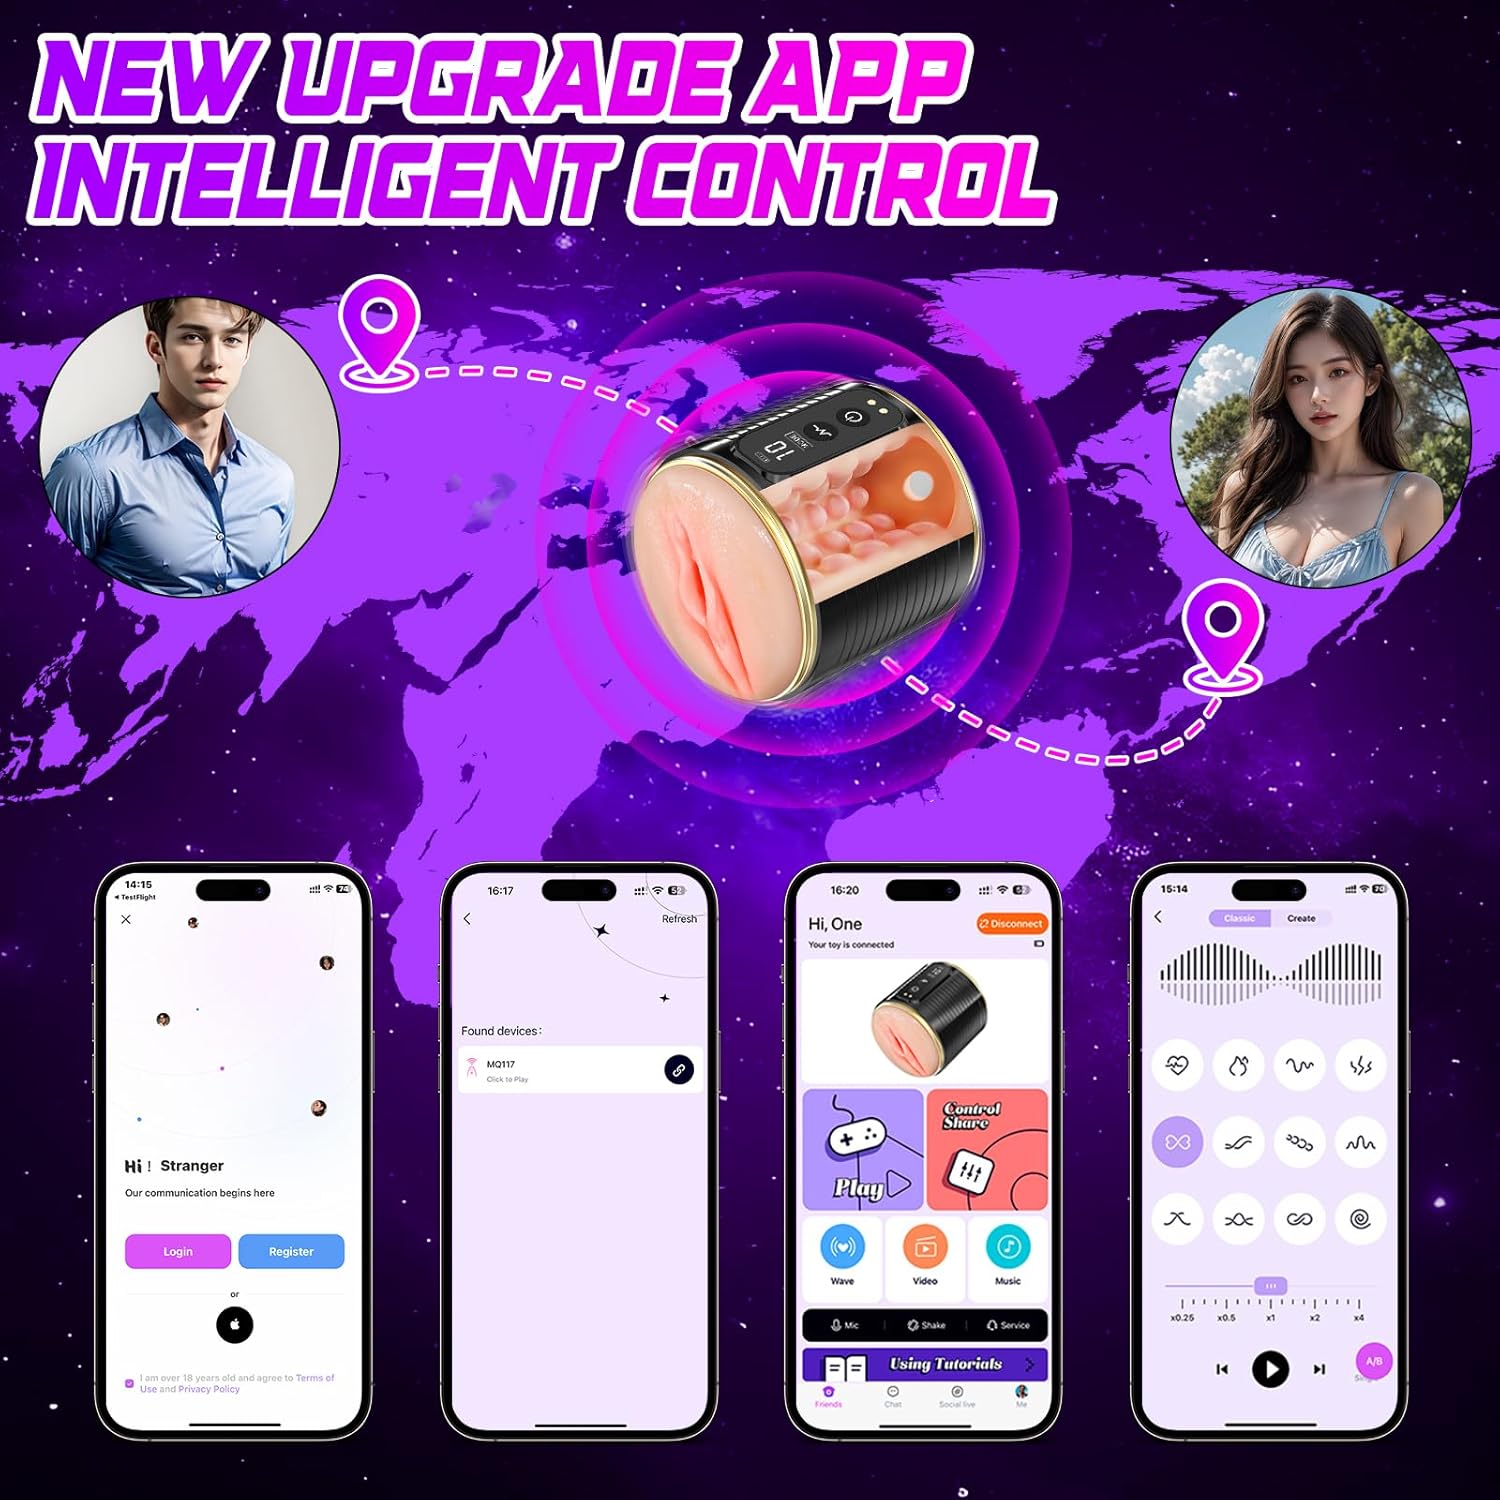 NEW UPGRADE APP
INTELLIGENT CONTROL
10
14:15
74
◀ TestFlight
Hi！ Stranger
Our communication begins here
Login
Register
or
I am over 18 years old and agree to Terms of
Use and Privacy Policy
16:17
52
Refresh
Found devices:
MQ117
Click to Play
16:20
Hi, One
Disconnect
Your toy is connected
Control
Share
Play
Wave
Video
Music
Mic
Shake
Service
Using Tutorials
Friends
Chat
Social live
Me
15:14
Classic
Create
x0.25
x0.5
x1
x2
x4
A/B